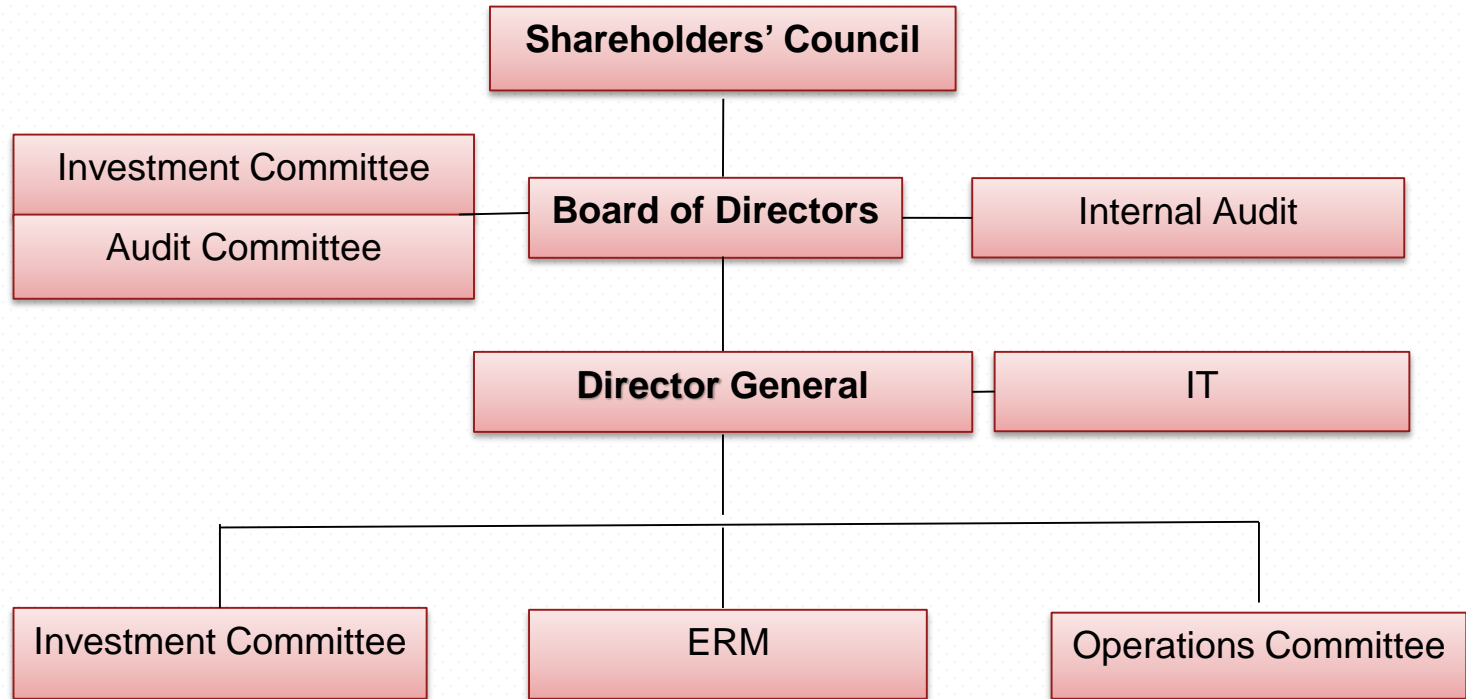 Shareholders’ Council
Investment Committee
Audit Committee
Board of Directors
Internal Audit
Director General
IT
Investment Committee
ERM
Operations Committee